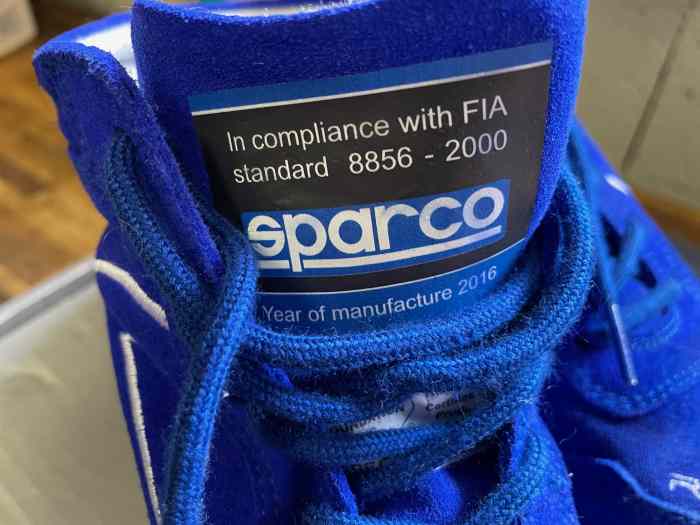 In compliance with FIA
standard 8856 - 2000
sparco
Year of manufacture 2016